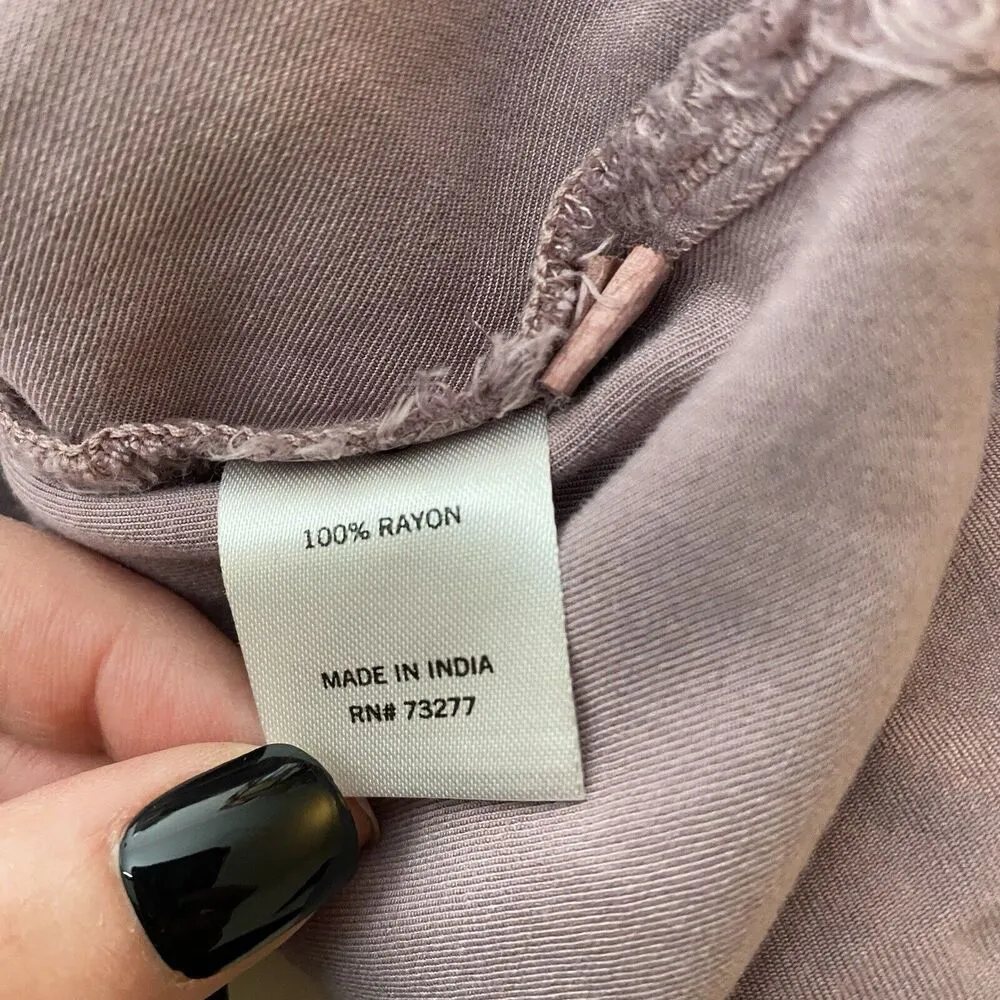 100% RAYON
MADE IN INDIA
RN# 73277